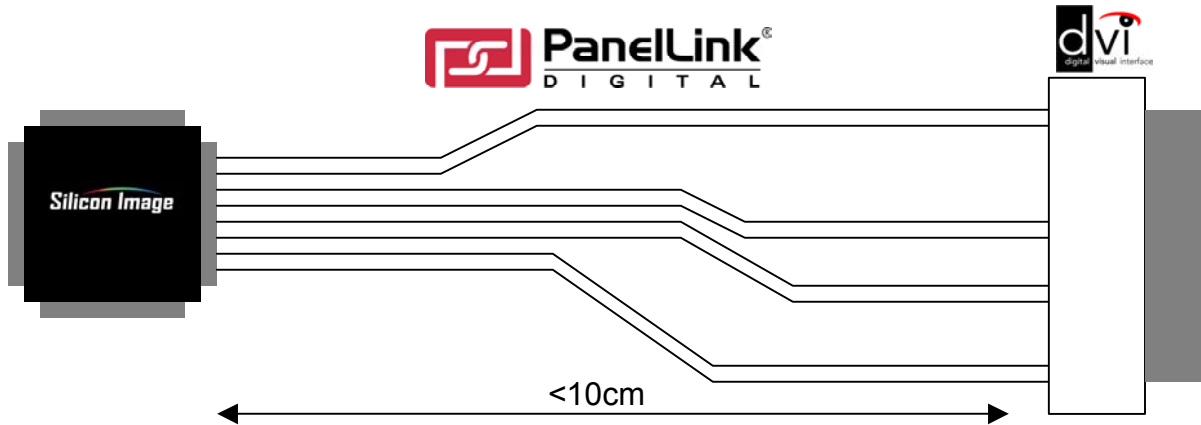 PanelLink®
DIGITAL
dvi
digital visual interface
Silicon Image
<10cm